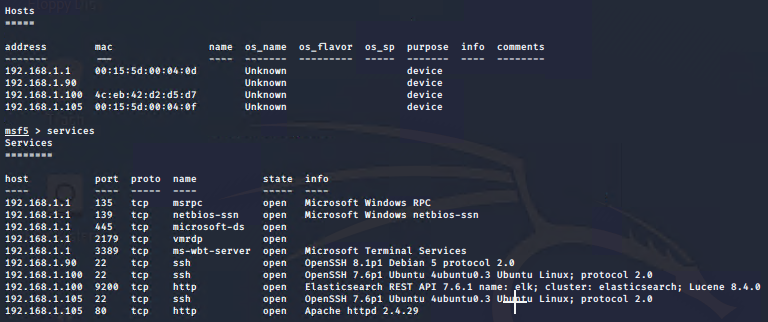 Hosts
=====
address mac name os_name os_flavor os_sp purpose info comments
------- --- ---- ------- --------- ----- ------- ---- --------
192.168.1.1 00:15:5d:00:04:0d Unknown device
192.168.1.90 Unknown device
192.168.1.100 4c:eb:42:d2:d5:d7 Unknown device
192.168.1.105 00:15:5d:00:04:0f Unknown device
msf5 > services
Services
========
host port proto name state info
---- ---- ----- ---- ----- ----
192.168.1.1 135 tcp msrpc open Microsoft Windows RPC
192.168.1.1 139 tcp netbios-ssn open Microsoft Windows netbios-ssn
192.168.1.1 445 tcp microsoft-ds open
192.168.1.1 2179 tcp vmrdp open
192.168.1.1 3389 tcp ms-wbt-server open Microsoft Terminal Services
192.168.1.90 22 tcp ssh open OpenSSH 8.1p1 Debian 5 protocol 2.0
192.168.1.100 22 tcp ssh open OpenSSH 7.6p1 Ubuntu 4ubuntu0.3 Ubuntu Linux; protocol 2.0
192.168.1.100 9200 tcp http open Elasticsearch REST API 7.6.1 name: elk; cluster: elasticsearch; Lucene 8.4.0
192.168.1.105 22 tcp ssh open OpenSSH 7.6p1 Ubuntu 4ubuntu0.3 Ubuntu Linux; protocol 2.0
192.168.1.105 80 tcp http open Apache httpd 2.4.29